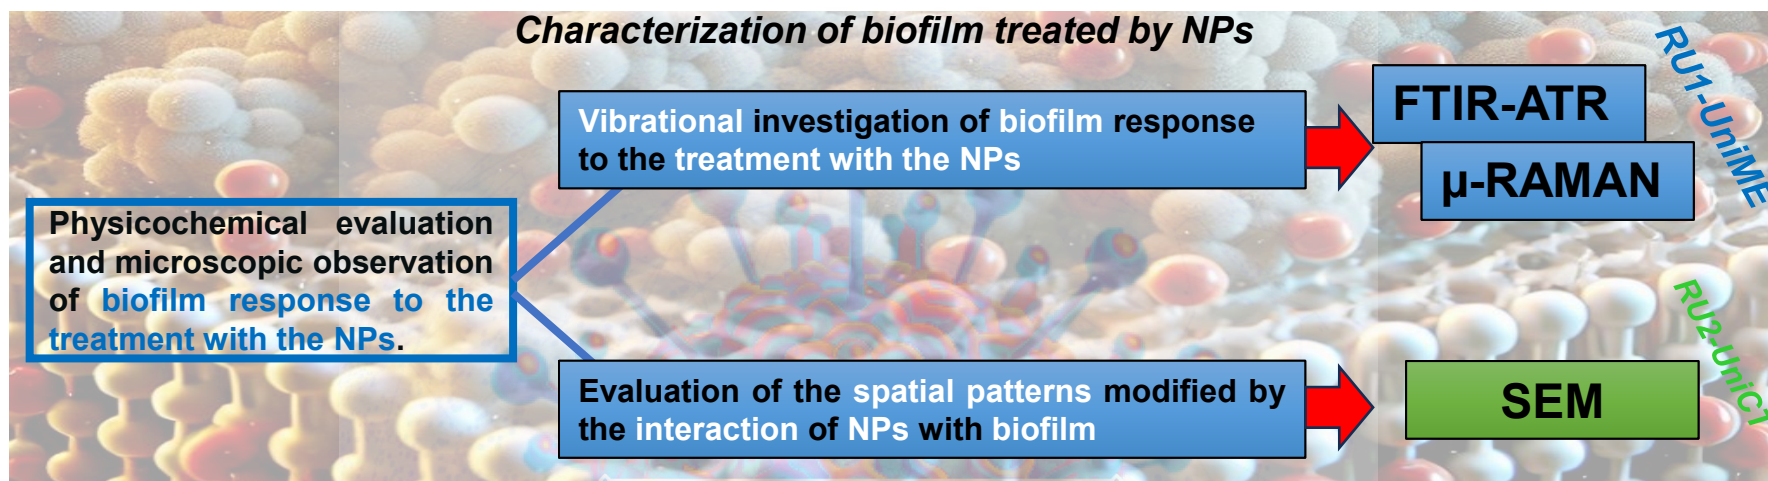 Characterization of biofilm treated by NPs
Vibrational investigation of biofilm response
to the treatment with the NPs
FTIR-ATR
µ-RAMAN
RU1-UniME
Physicochemical evaluation
and microscopic observation
of biofilm response to the
treatment with the NPs.
Evaluation of the spatial patterns modified by
the interaction of NPs with biofilm
SEM
RU2-UniCT